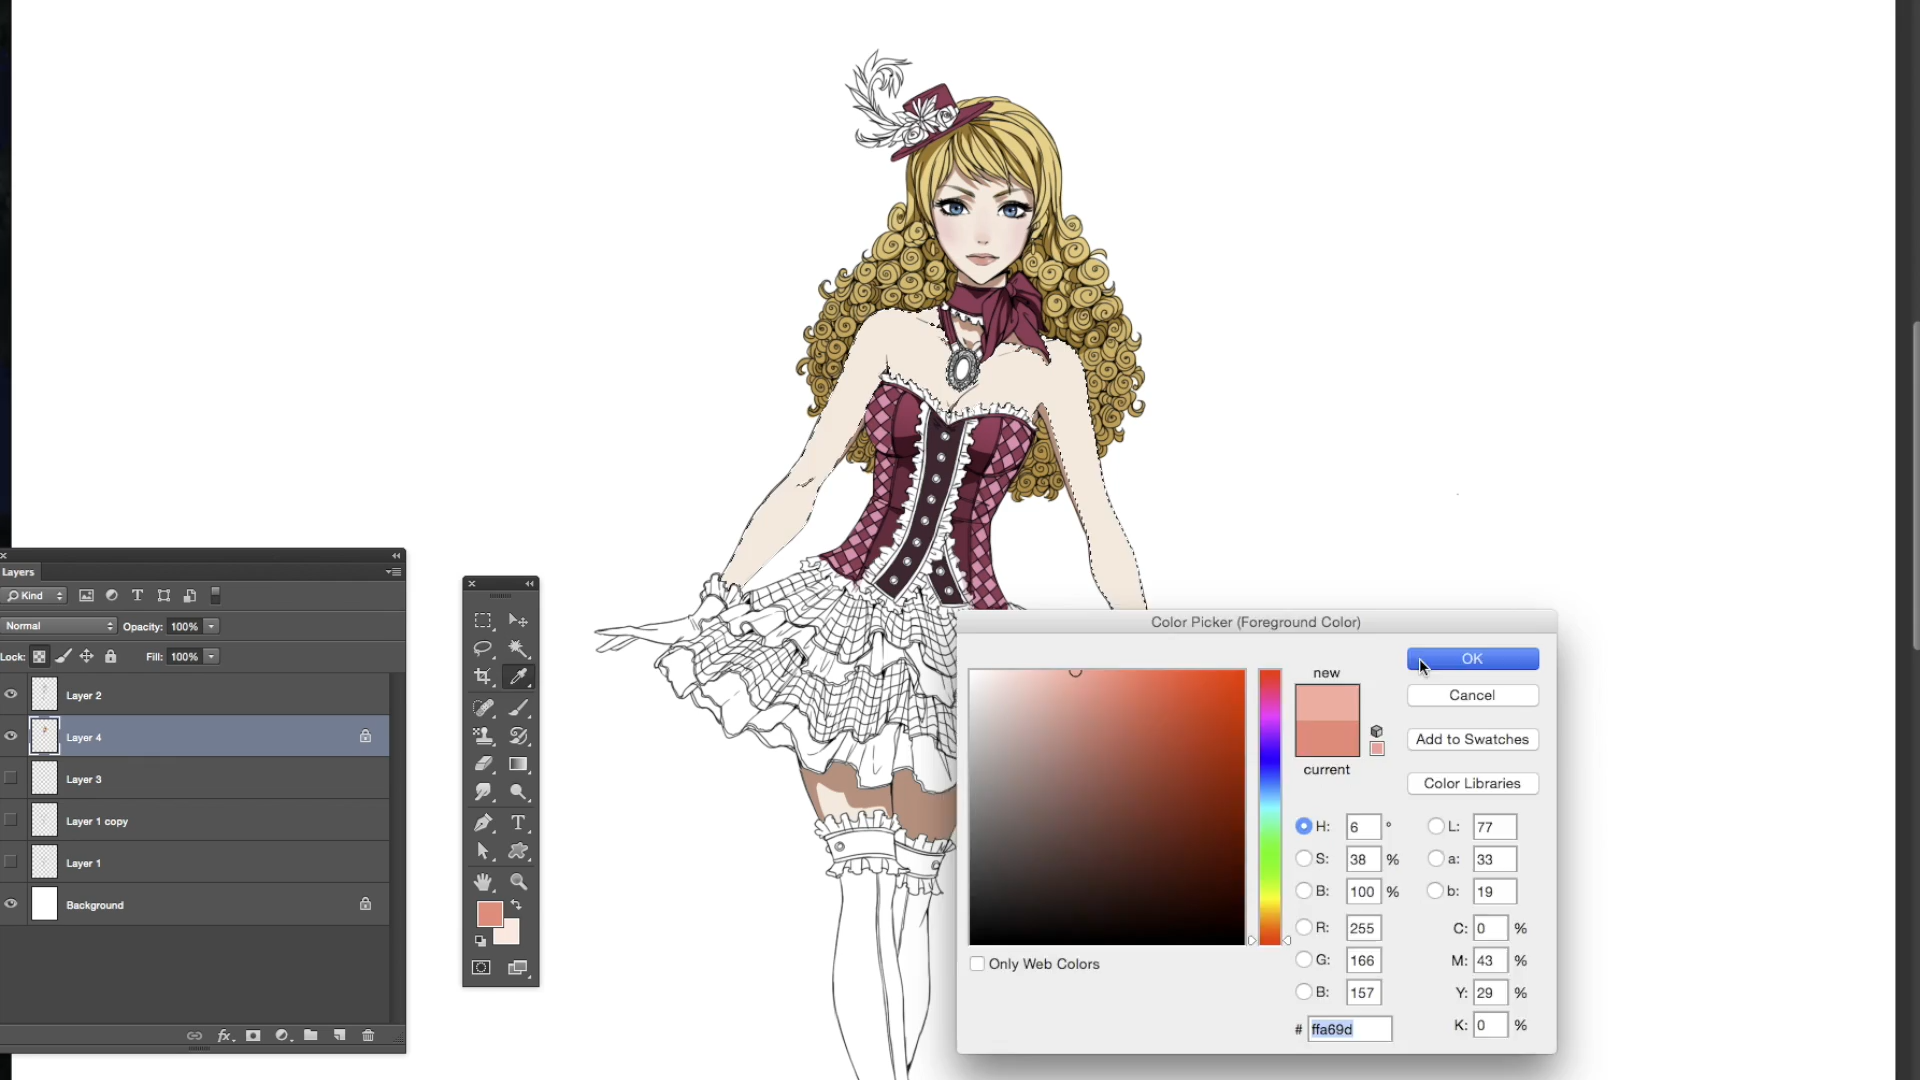 Layers
Kind
Normal
Opacity: 100%
Lock:
Fill: 100%
Layer 2
Layer 4
Layer 3
Layer 1 copy
Layer 1
Background
fx
T
T
Color Picker (Foreground Color)
new
current
OK
Cancel
Add to Swatches
Color Libraries
H: 6 °
S: 38 %
B: 100 %
R: 255
G: 166
B: 157
# ffa69d
L: 77
a: 33
b: 19
C: 0 %
M: 43 %
Y: 29 %
K: 0 %
Only Web Colors